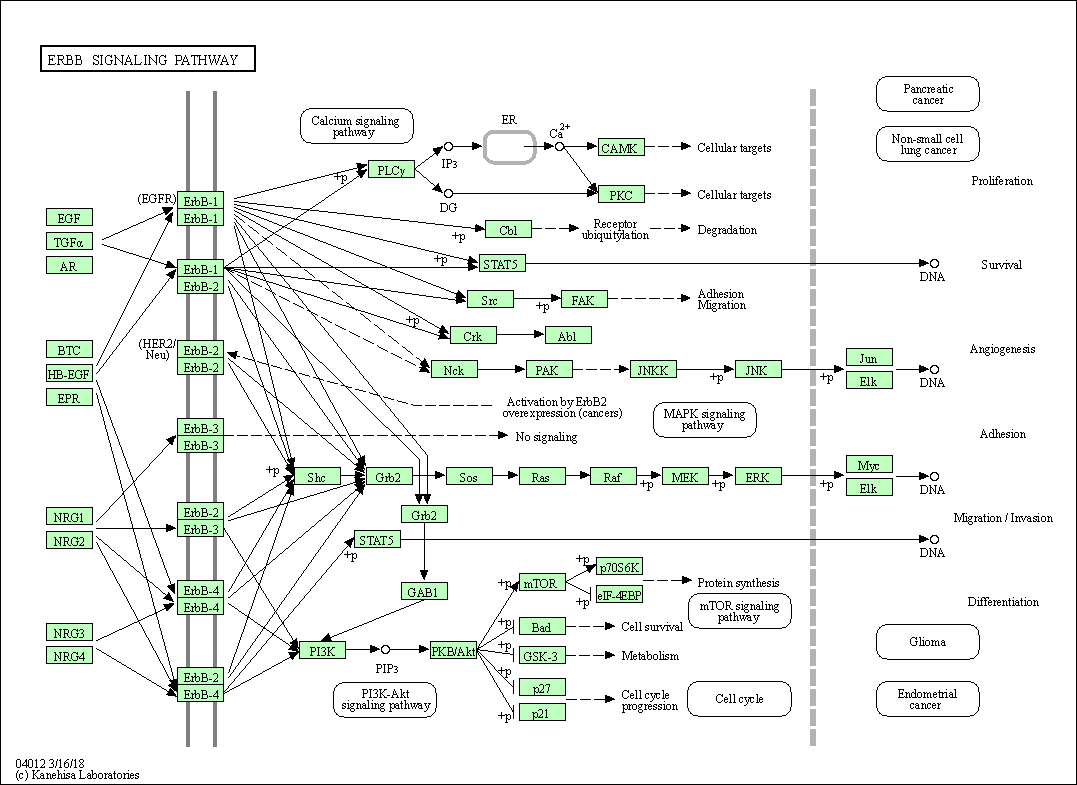 ERBB SIGNALING PATHWAY
Pancreatic
cancer
Non-small cell
lung cancer
Calcium signaling
pathway
ER
Ca2+
IP3
DG
+p
PLCγ
CAMK
PKC
Cellular targets
Cellular targets
Proliferation
(EGFR)
ErbB-1
ErbB-1
EGF
TGFα
AR
+p
Cbl
Receptor
ubiquitylation
Degradation
ErbB-1
ErbB-2
+p
STAT5
DNA
Survival
Src
+p
FAK
Adhesion
Migration
+p
Crk
Abl
BTC
HB-EGF
EPR
(HER2/
Neu)
ErbB-2
ErbB-2
Nck
PAK
JNKK
+p
JNK
+p
Jun
Elk
DNA
Angiogenesis
Activation by ErbB2
overexpression (cancers)
MAPK signaling
pathway
ErbB-3
ErbB-3
No signaling
Adhesion
+p
Shc
Grb2
Sos
Ras
Raf
+p
MEK
+p
ERK
+p
Myc
Elk
DNA
NRG1
NRG2
ErbB-2
ErbB-3
Grb2
Migration / Invasion
STAT5
+p
DNA
ErbB-4
ErbB-4
GAB1
+p
mTOR
+p
p70S6K
+p
eIF-4EBP
Protein synthesis
mTOR signaling
pathway
Differentiation
NRG3
NRG4
+p
Bad
Cell survival
Glioma
PI3K
PIP3
PKB/Akt
+p
GSK-3
Metabolism
ErbB-2
ErbB-4
PI3K-Akt
signaling pathway
+p
p27
+p
p21
Cell cycle
progression
Cell cycle
Endometrial
cancer
04012 3/16/18
(c) Kanehisa Laboratories